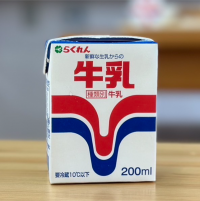 らくれん
新鮮な生乳からの
牛乳
種類別 牛乳
要冷蔵10℃以下
200ml